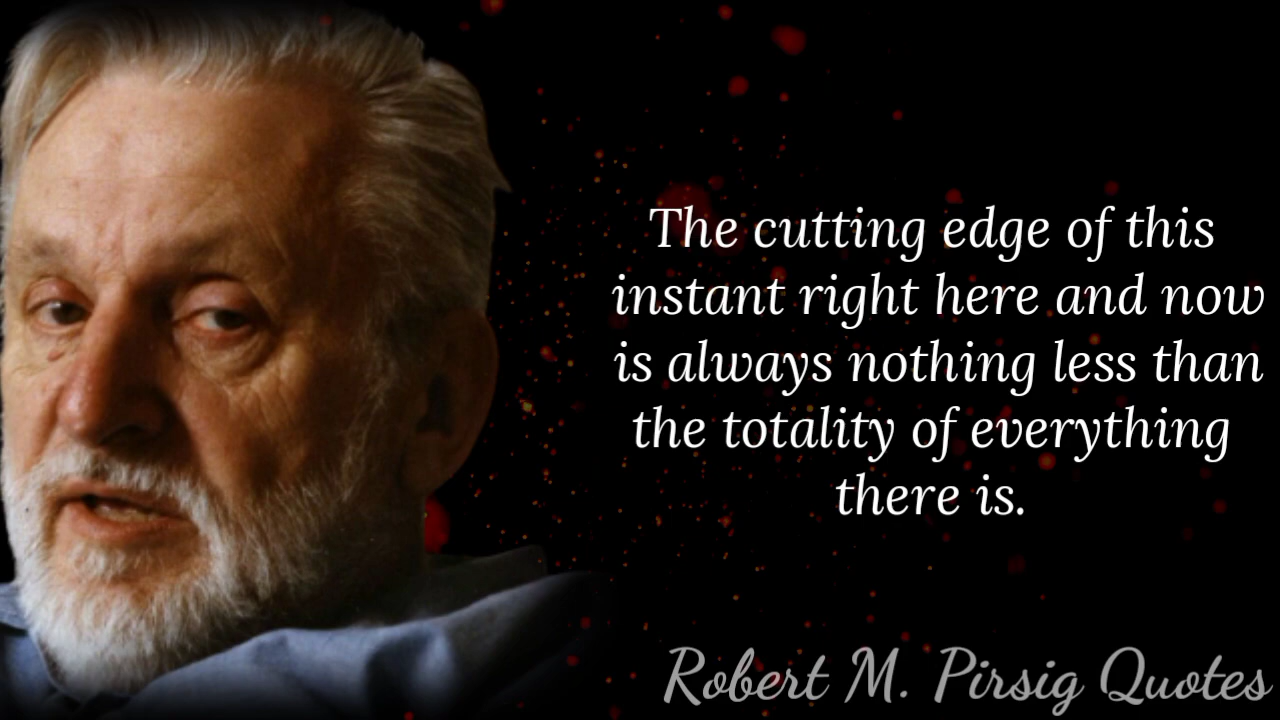 The cutting edge of this
instant right here and now
is always nothing less than
the totality of everything
there is.
Robert M. Pirsig Quotes